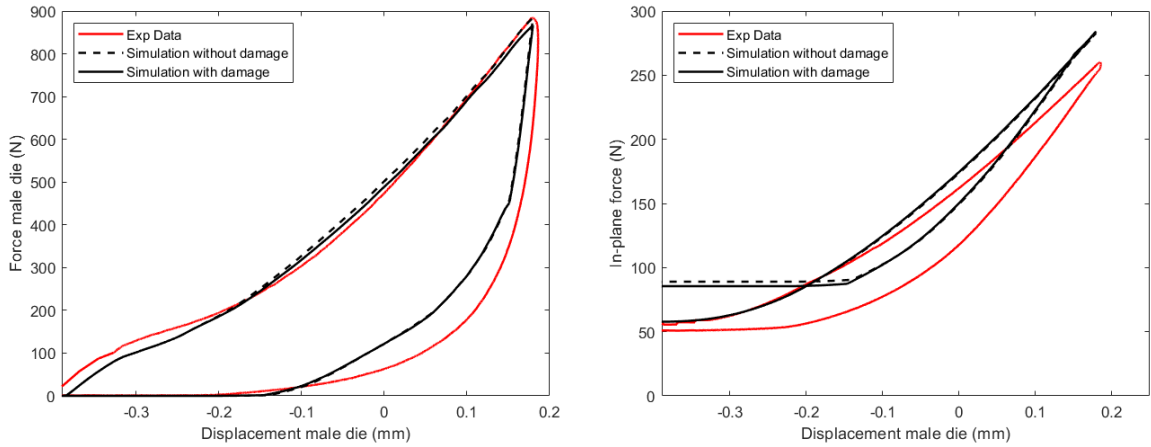 900
800
700
600
500
400
300
200
100
0
Force male die (N)
Exp Data
Simulation without damage
Simulation with damage
-0.3
-0.2
-0.1
0
0.1
0.2
Displacement male die (mm)
300
250
200
150
100
50
0
In-plane force (N)
Exp Data
Simulation without damage
Simulation with damage
-0.3
-0.2
-0.1
0
0.1
0.2
Displacement male die (mm)